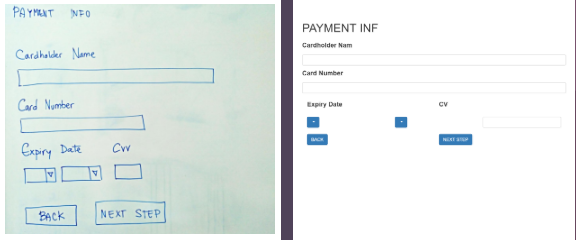 PAYMENT INFO
Cardholder Name
Card Number
Expiry Date CVV
BACK NEXT STEP
PAYMENT INF
Cardholder Nam
Card Number
Expiry Date CV
BACK NEXT STEP